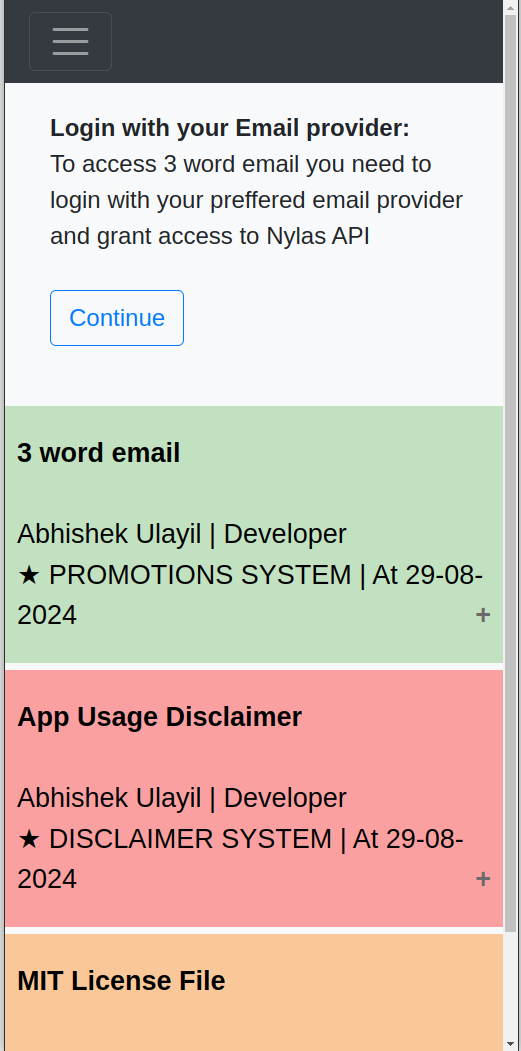 Login with your Email provider:
To access 3 word email you need to
login with your preffered email provider
and grant access to Nylas API
Continue
3 word email
Abhishek Ulayil | Developer
★ PROMOTIONS SYSTEM | At 29-08-
2024 +
App Usage Disclaimer
Abhishek Ulayil | Developer
★ DISCLAIMER SYSTEM | At 29-08-
2024 +
MIT License File